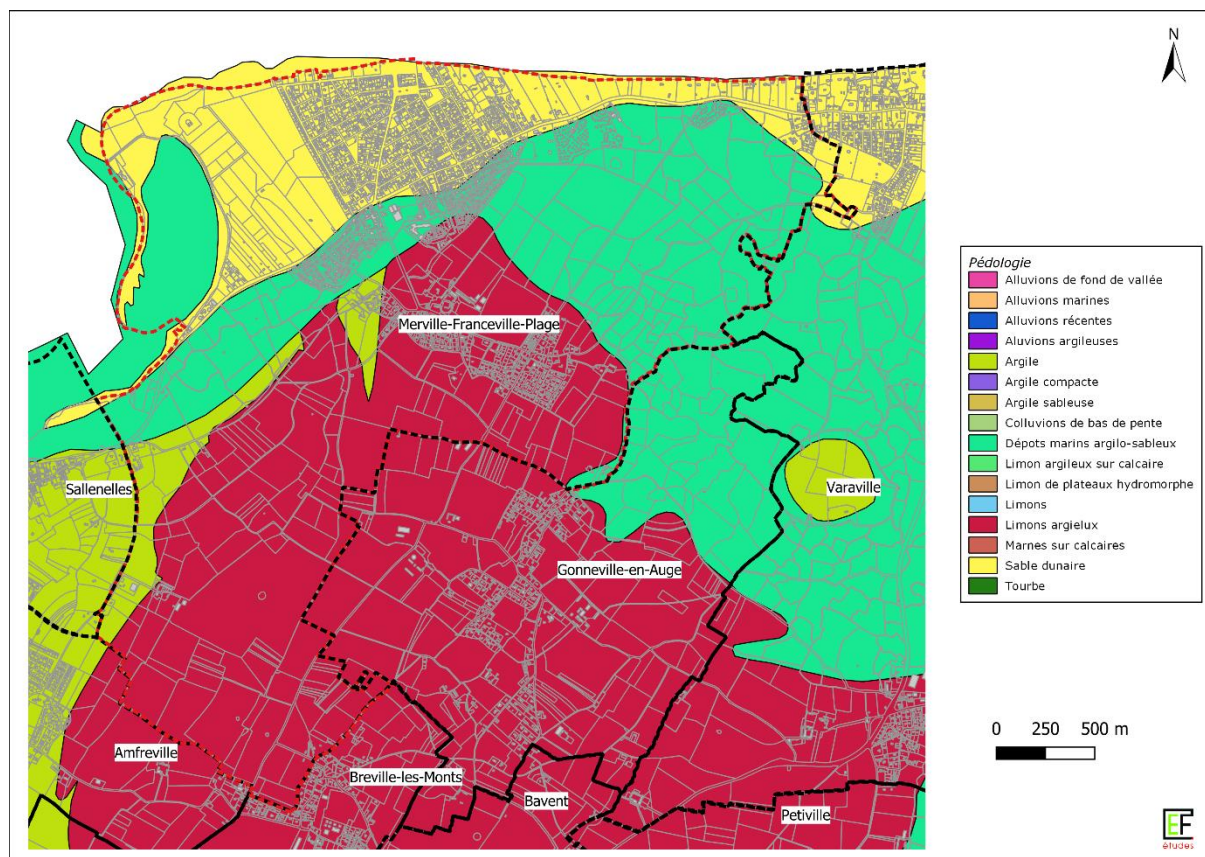 N
Merville-Franceville-Plage
Sallenelles
Varaville
Gonneville-en-Auge
Amfreville
Breville-les-Monts
Bavent
Petiville
Pédologie
Alluvions de fond de vallée
Alluvions marines
Alluvions récentes
Aluvions argileuses
Argile
Argile compacte
Argile sableuse
Colluvions de bas de pente
Dépots marins argilo-sableux
Limon argileux sur calcaire
Limon de plateaux hydromorphe
Limons
Limons argielux
Marnes sur calcaires
Sable dunaire
Tourbe
0 250 500 m
CEF
études